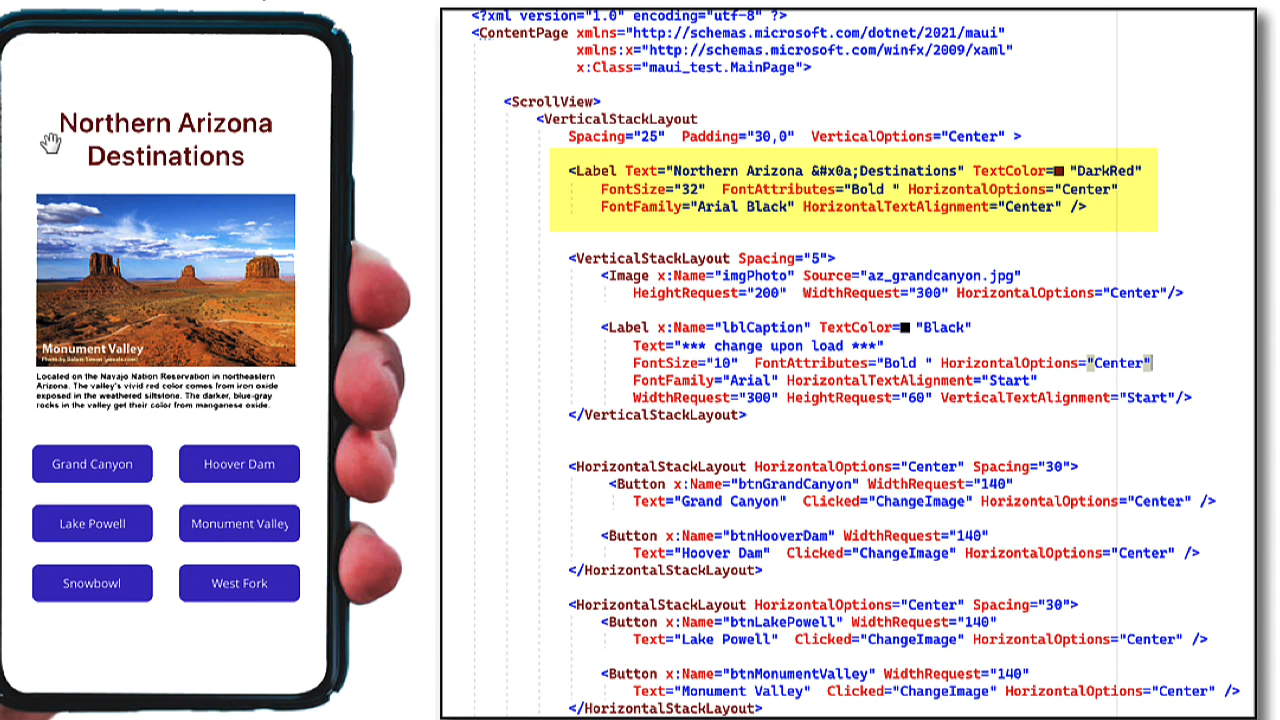 Northern Arizona
Destinations
Monument Valley
Located on the Navajo Nation Reservation in northeastern
Arizona. The valley's vivid red color comes from iron oxide
exposed in the weathered siltstone. The darker, blue-gray
rocks in the valley get their color from manganese oxide.
Grand Canyon
Hoover Dam
Lake Powell
Monument Valley
Snowbowl
West Fork
<?xml version="1.0" encoding="utf-8" ?>
<ContentPage xmlns="http://schemas.microsoft.com/dotnet/2021/maui"
xmlns:x="http://schemas.microsoft.com/winfx/2009/xaml"
x:Class="maui_test.MainPage">
<ScrollView>
<VerticalStackLayout
Spacing="25" Padding="30,0" VerticalOptions="Center" >
<Label Text="Northern Arizona &#x0a;Destinations" TextColor="DarkRed"
FontSize="32" FontAttributes="Bold " HorizontalOptions="Center"
FontFamily="Arial Black" HorizontalTextAlignment="Center" />
<VerticalStackLayout Spacing="5">
<Image x:Name="imgPhoto" Source="az_grandcanyon.jpg"
HeightRequest="200" WidthRequest="300" HorizontalOptions="Center"/>
<Label x:Name="lblCaption" TextColor="Black"
Text="*** change upon load ***"
FontSize="10" FontAttributes="Bold " HorizontalOptions="Center"
FontFamily="Arial" HorizontalTextAlignment="Start"
WidthRequest="300" HeightRequest="60" VerticalTextAlignment="Start"/>
</VerticalStackLayout>
<HorizontalStackLayout HorizontalOptions="Center" Spacing="30">
<Button x:Name="btnGrandCanyon" WidthRequest="140"
Text="Grand Canyon" Clicked="ChangeImage" HorizontalOptions="Center" />
<Button x:Name="btnHooverDam" WidthRequest="140"
Text="Hoover Dam" Clicked="ChangeImage" HorizontalOptions="Center" />
</HorizontalStackLayout>
<HorizontalStackLayout HorizontalOptions="Center" Spacing="30">
<Button x:Name="btnLakePowell" WidthRequest="140"
Text="Lake Powell" Clicked="ChangeImage" HorizontalOptions="Center" />
<Button x:Name="btnMonumentValley" WidthRequest="140"
Text="Monument Valley" Clicked="ChangeImage" HorizontalOptions="Center" />
</HorizontalStackLayout>